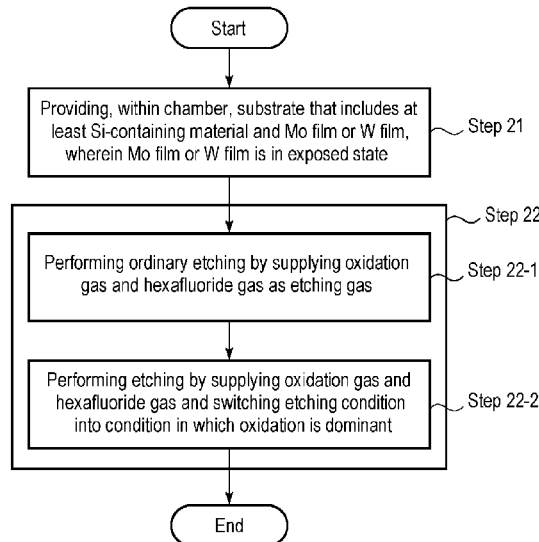 Start
Providing, within chamber, substrate that includes at
least Si-containing material and Mo film or W film,
wherein Mo film or W film is in exposed state
Step 21
Step 22
Performing ordinary etching by supplying oxidation
gas and hexafluoride gas as etching gas
Step 22-1
Performing etching by supplying oxidation gas and
hexafluoride gas and switching etching condition
into condition in which oxidation is dominant
Step 22-2
End